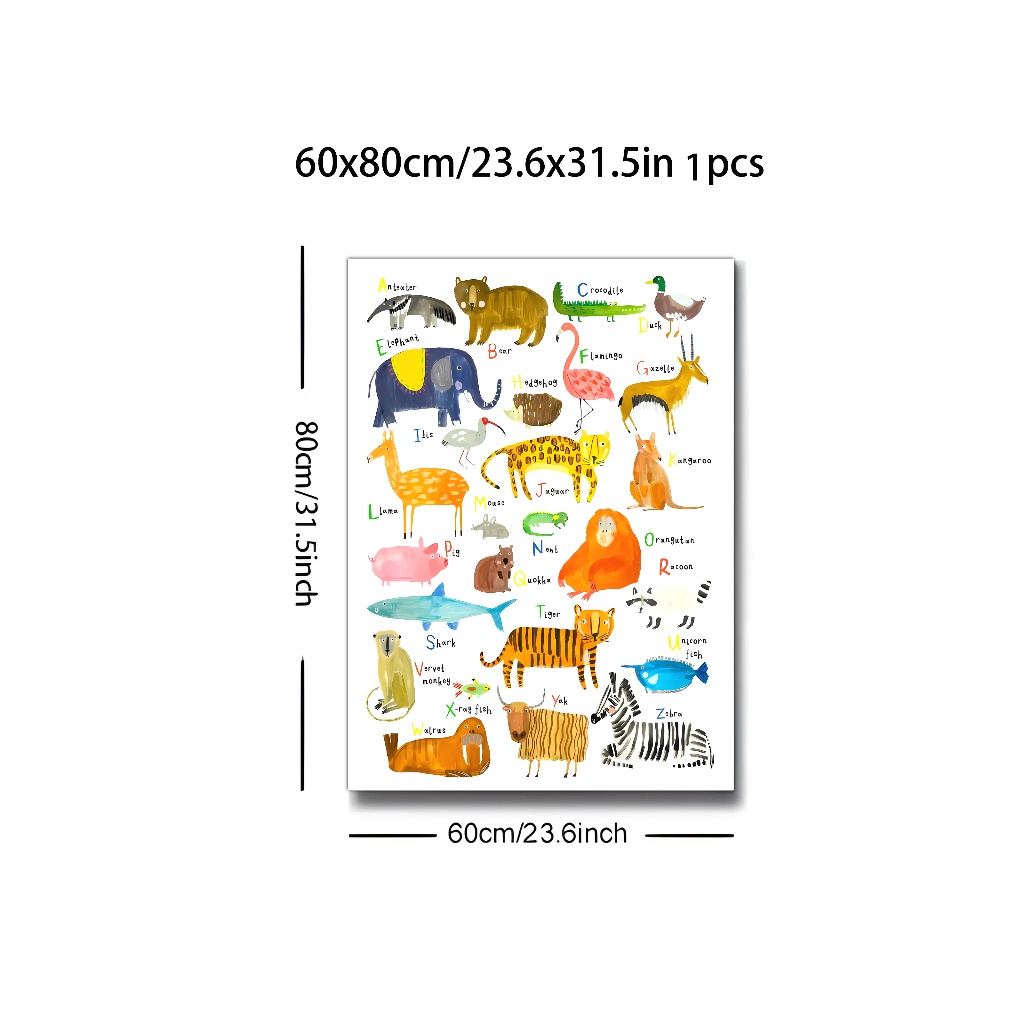 60x80cm/23.6x31.5in 1pcs
80cm/31.5inch
Anteater
Bear
Crocodile
Duck
Elephant
Flamingo
Gazelle
Hedgehog
Ibis
Jaguar
Kangaroo
Llama
Mouse
Newt
Orangutan
Pig
Quokka
Racoon
Shark
Tiger
Unicorn
fish
Vervet
monkey
X-ray fish
Walrus
Yak
Zebra
60cm/23.6inch